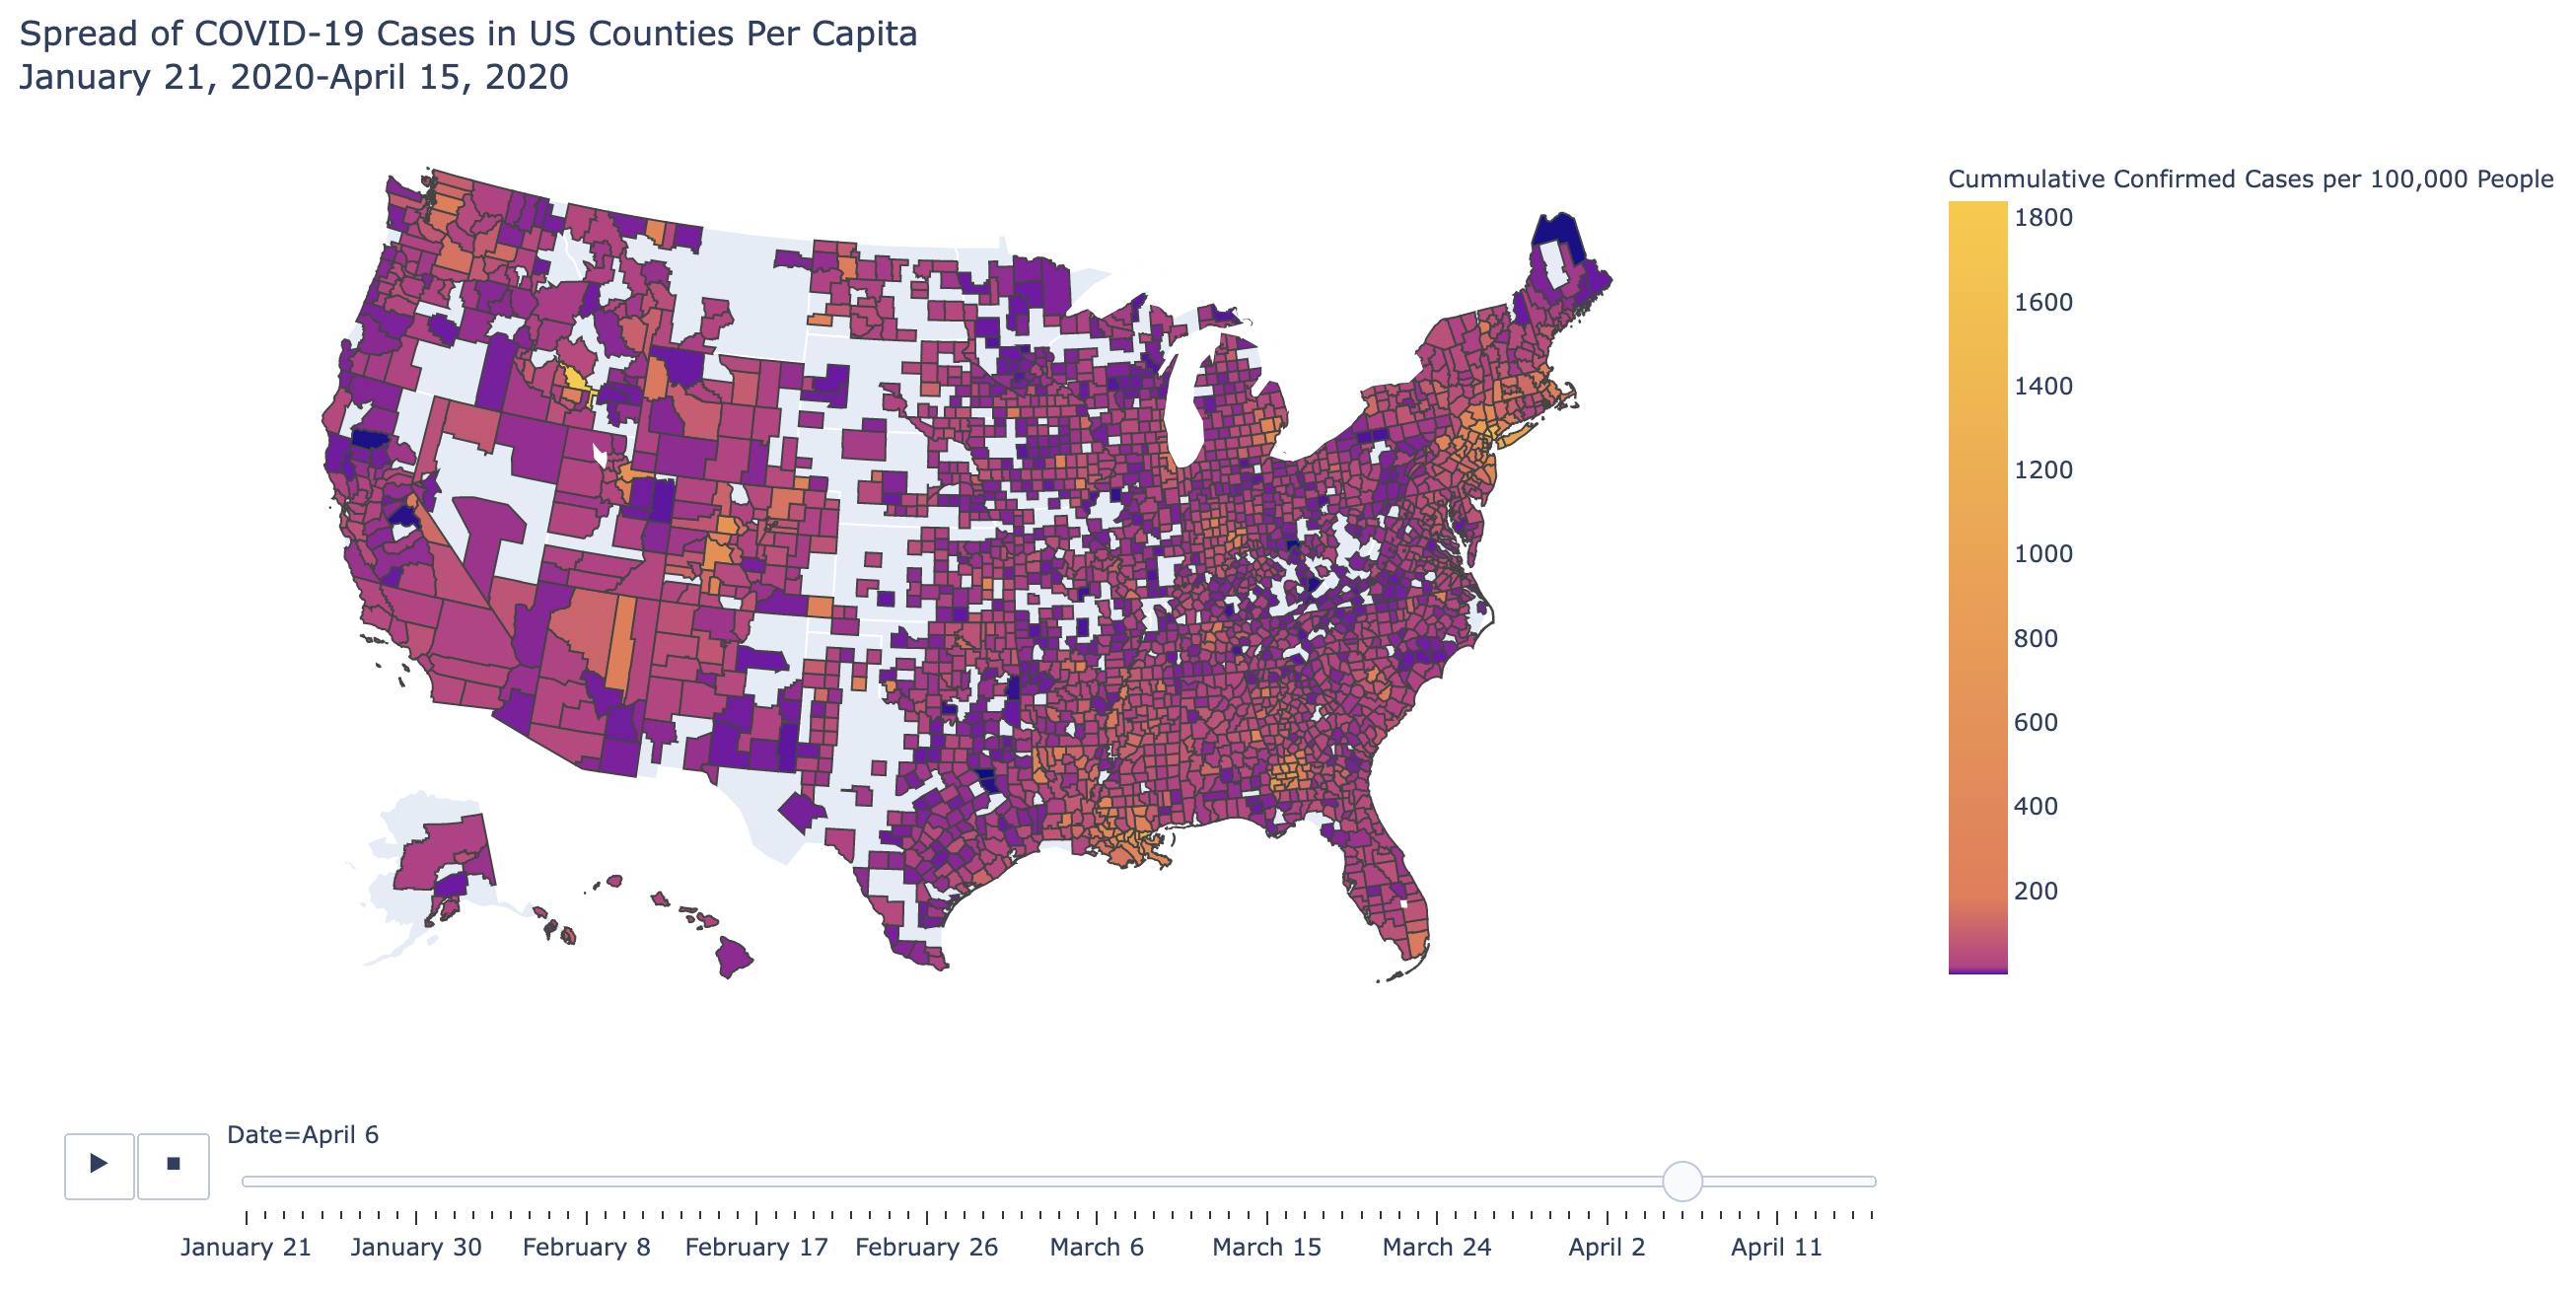 Spread of COVID-19 Cases in US Counties Per Capita
January 21, 2020-April 15, 2020
Cummulative Confirmed Cases per 100,000 People
1800
1600
1400
1200
1000
800
600
400
200
Date=April 6
January 21 January 30 February 8 February 17 February 26 March 6 March 15 March 24 April 2 April 11